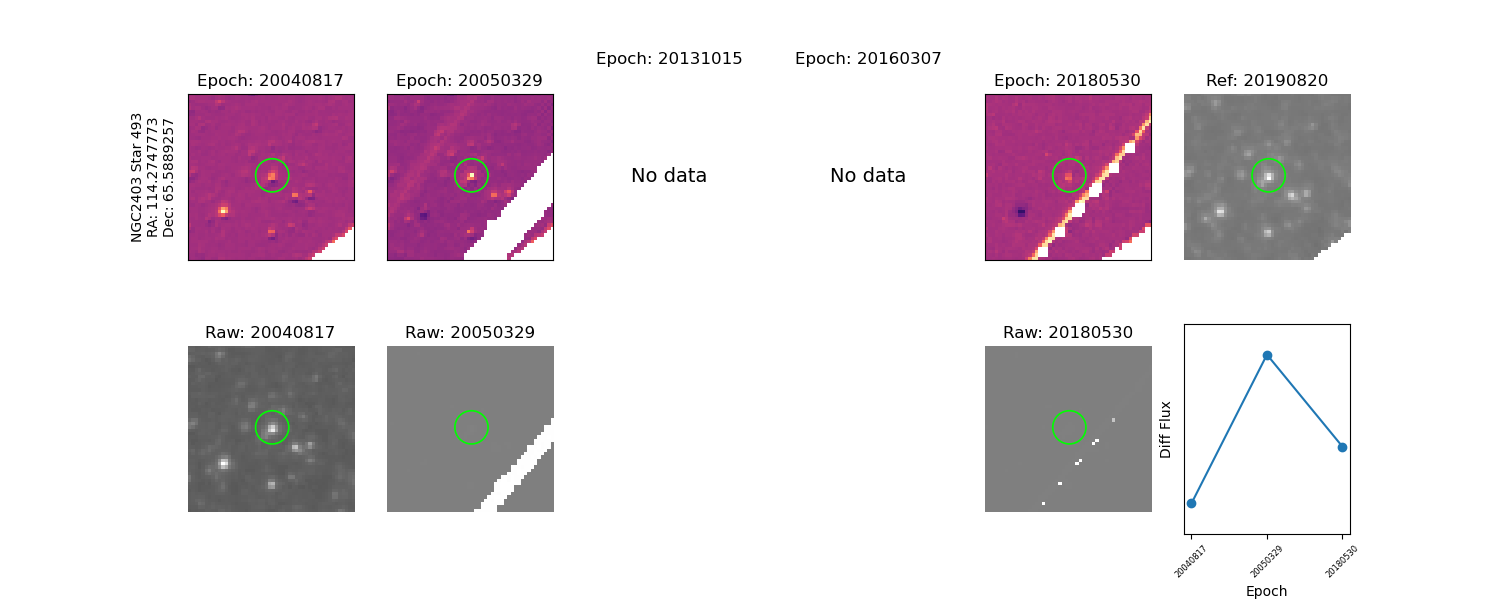 Epoch: 20131015
Epoch: 20160307
Epoch: 20040817
Epoch: 20050329
Epoch: 20180530
Ref: 20190820
NGC2403 Star 493
RA: 114.2747773
Dec: 65.5889257
No data
No data
Raw: 20040817
Raw: 20050329
Raw: 20180530
Diff Flux
20040817
20050329
20180530
Epoch